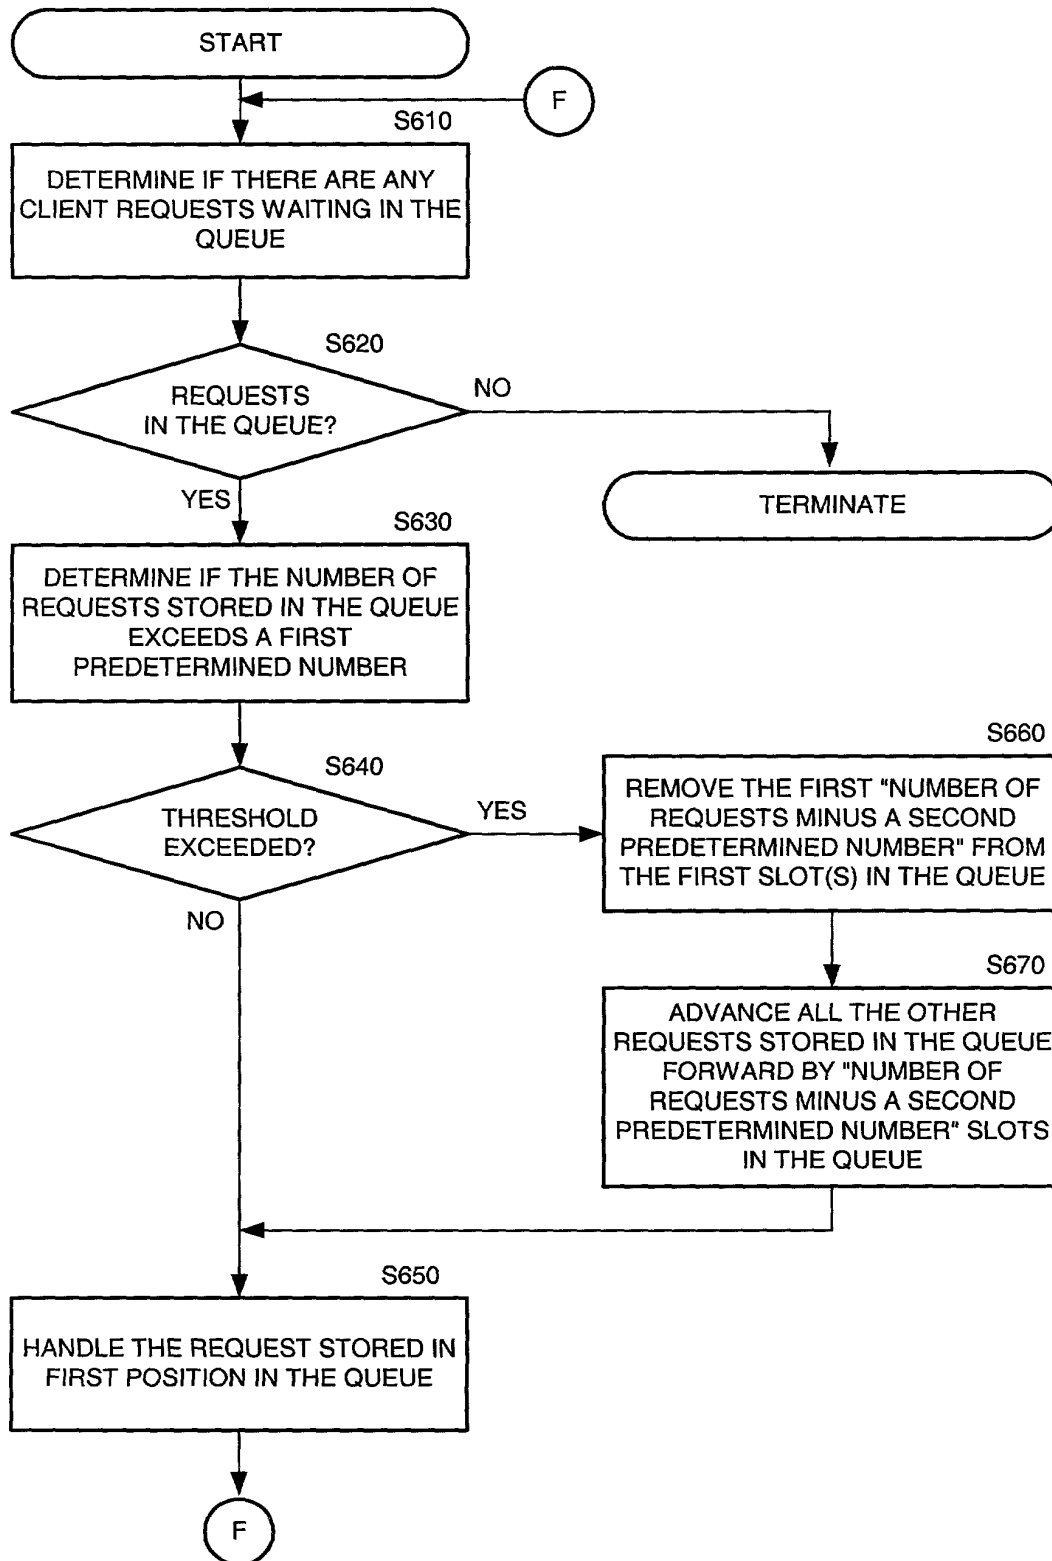 START
F
S610
DETERMINE IF THERE ARE ANY
CLIENT REQUESTS WAITING IN THE
QUEUE
S620
REQUESTS
IN THE QUEUE?
NO
YES
TERMINATE
S630
DETERMINE IF THE NUMBER OF
REQUESTS STORED IN THE QUEUE
EXCEEDS A FIRST
PREDETERMINED NUMBER
S640
THRESHOLD
EXCEEDED?
YES
NO
S660
REMOVE THE FIRST "NUMBER OF
REQUESTS MINUS A SECOND
PREDETERMINED NUMBER" FROM
THE FIRST SLOT(S) IN THE QUEUE
S670
ADVANCE ALL THE OTHER
REQUESTS STORED IN THE QUEUE
FORWARD BY "NUMBER OF
REQUESTS MINUS A SECOND
PREDETERMINED NUMBER" SLOTS
IN THE QUEUE
S650
HANDLE THE REQUEST STORED IN
FIRST POSITION IN THE QUEUE
F